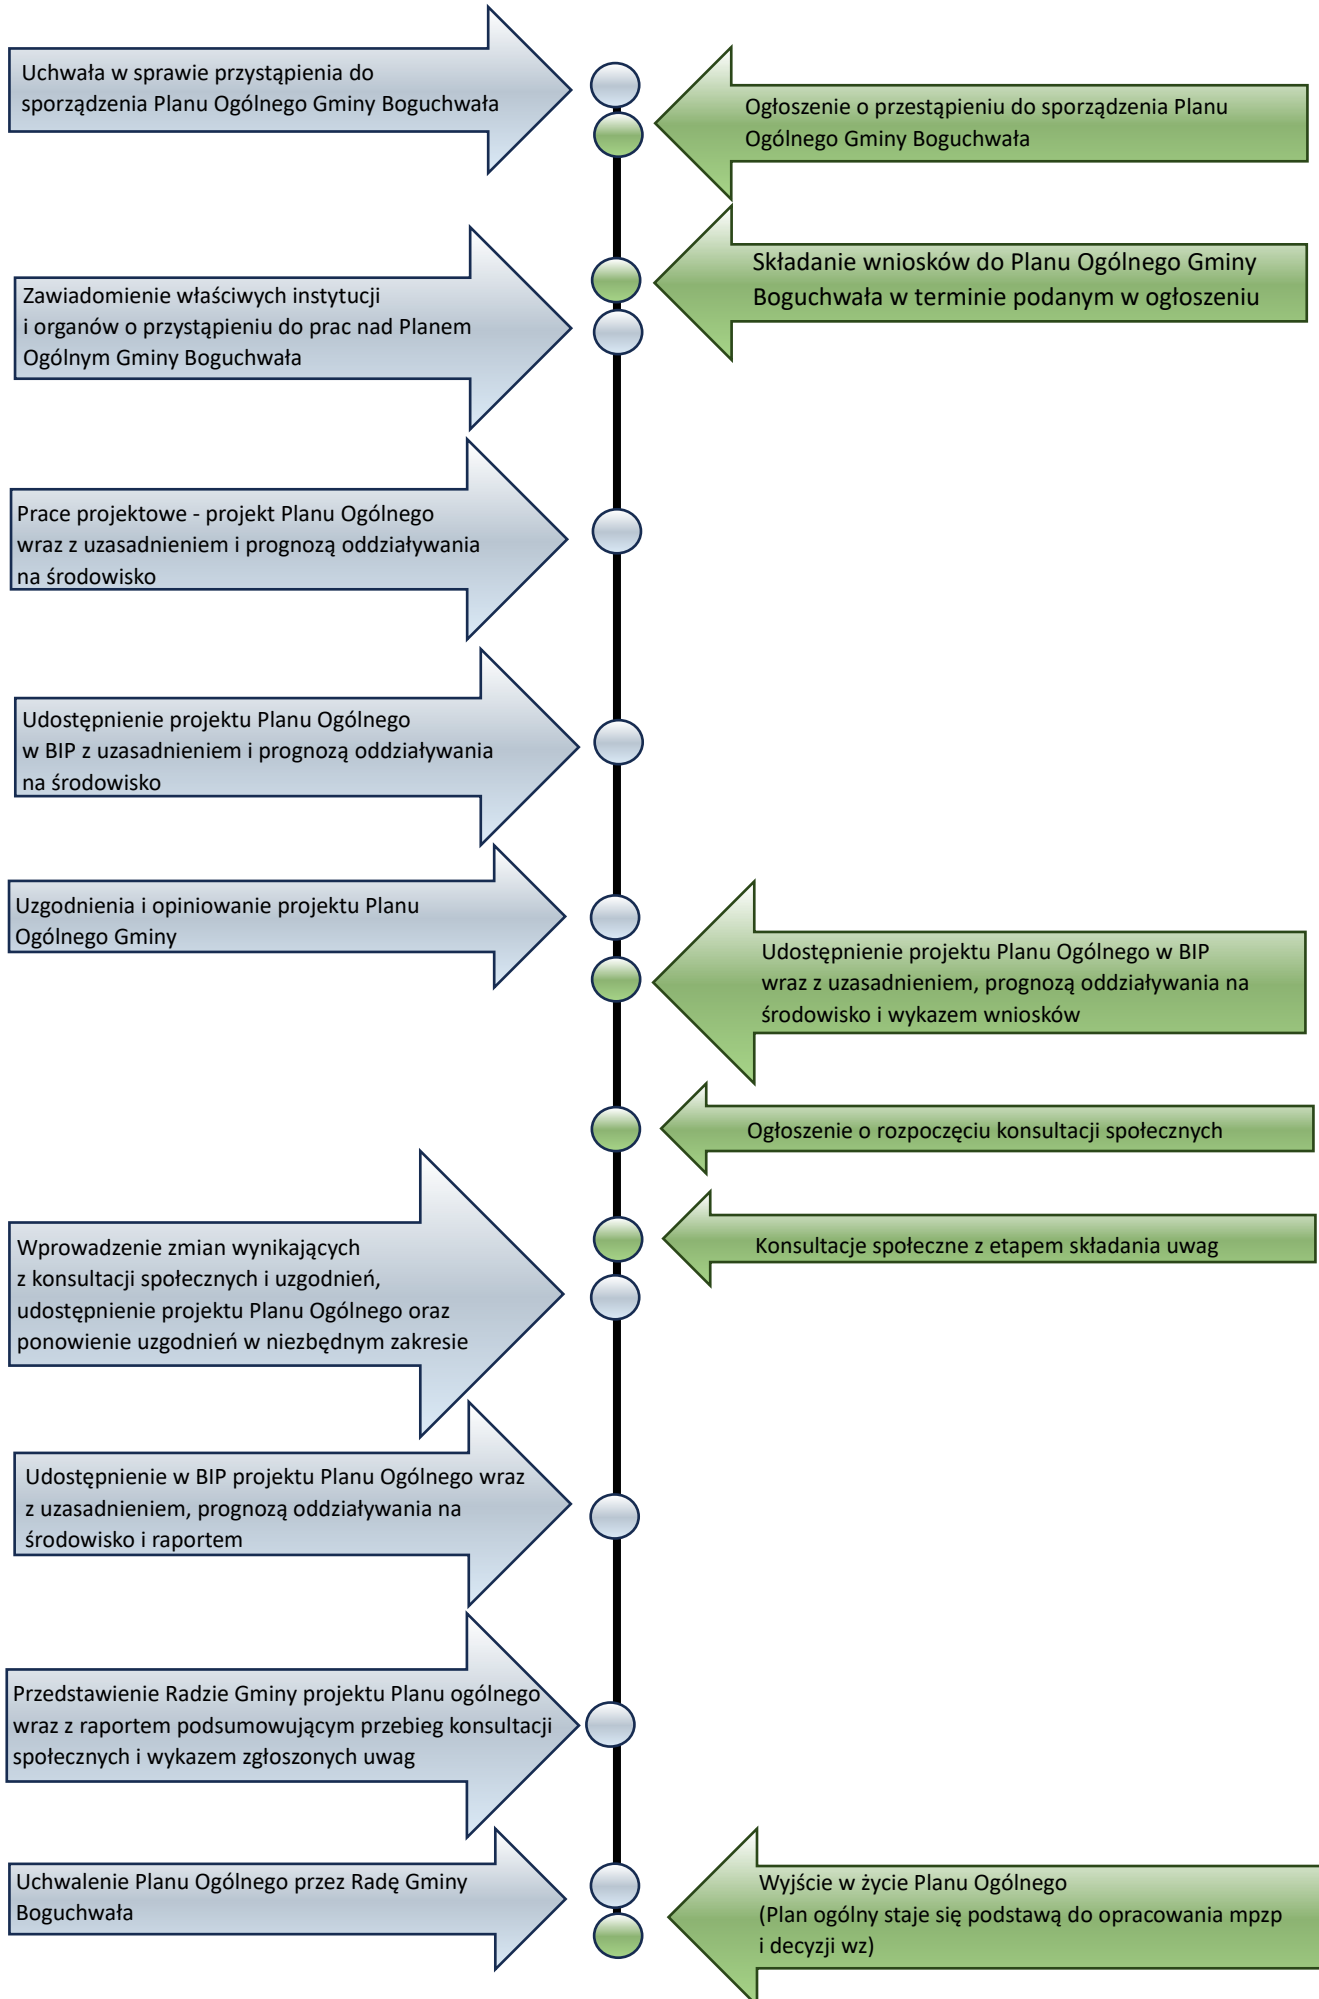 Uchwała w sprawie przystąpienia do
sporządzenia Planu Ogólnego Gminy Boguchwała
Ogłoszenie o przestąpieniu do sporządzenia Planu
Ogólnego Gminy Boguchwała
Składanie wniosków do Planu Ogólnego Gminy
Boguchwała w terminie podanym w ogłoszeniu
Zawiadomienie właściwych instytucji
i organów o przystąpieniu do prac nad Planem
Ogólnym Gminy Boguchwała
Prace projektowe - projekt Planu Ogólnego
wraz z uzasadnieniem i prognozą oddziaływania
na środowisko
Udostępnienie projektu Planu Ogólnego
w BIP z uzasadnieniem i prognozą oddziaływania
na środowisko
Uzgodnienia i opiniowanie projektu Planu
Ogólnego Gminy
Udostępnienie projektu Planu Ogólnego w BIP
wraz z uzasadnieniem, prognozą oddziaływania na
środowisko i wykazem wniosków
Ogłoszenie o rozpoczęciu konsultacji społecznych
Konsultacje społeczne z etapem składania uwag
Wprowadzenie zmian wynikających
z konsultacji społecznych i uzgodnień,
udostępnienie projektu Planu Ogólnego oraz
ponowienie uzgodnień w niezbędnym zakresie
Udostępnienie w BIP projektu Planu Ogólnego wraz
z uzasadnieniem, prognozą oddziaływania na
środowisko i raportem
Przedstawienie Radzie Gminy projektu Planu ogólnego
wraz z raportem podsumowującym przebieg konsultacji
społecznych i wykazem zgłoszonych uwag
Uchwalenie Planu Ogólnego przez Radę Gminy
Boguchwała
Wyjście w życie Planu Ogólnego
(Plan ogólny staje się podstawą do opracowania mpzp
i decyzji wz)